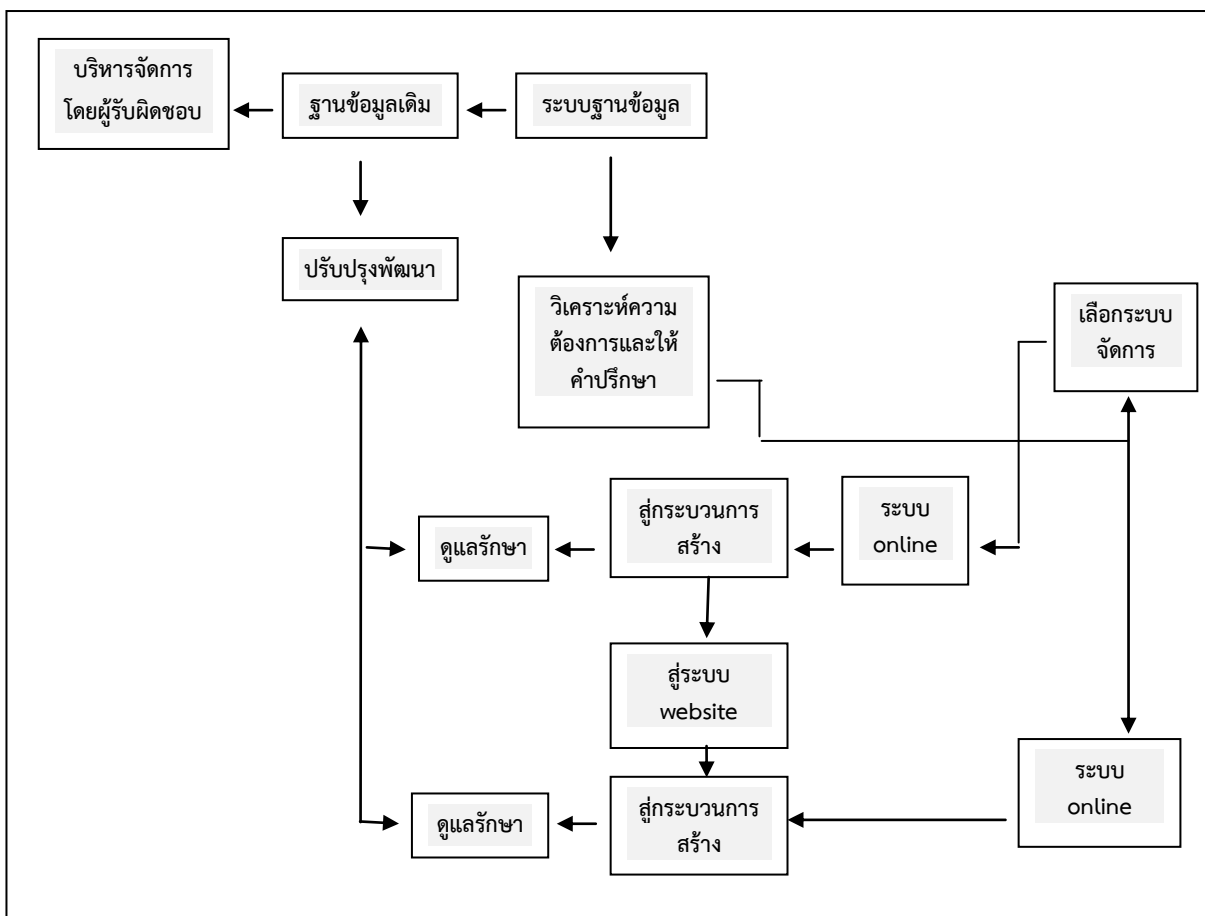 บริหารจัดการ
โดยผู้รับผิดชอบ
ฐานข้อมูลเดิม
ระบบฐานข้อมูล
ปรับปรุงพัฒนา
วิเคราะห์ความ
ต้องการและให้
คำปรึกษา
เลือกระบบ
จัดการ
ดูแลรักษา
สู่กระบวนการ
สร้าง
ระบบ
online
สู่ระบบ
website
ดูแลรักษา
สู่กระบวนการ
สร้าง
ระบบ
online